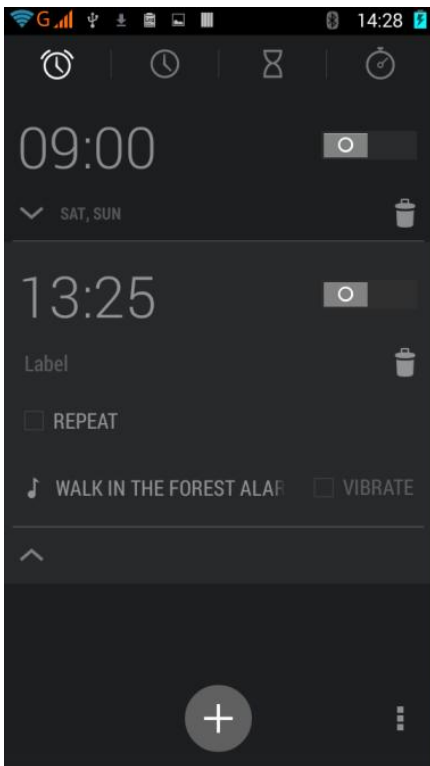 G 14:28
09:00
SAT, SUN
13:25
Label
REPEAT
WALK IN THE FOREST ALAR
VIBRATE